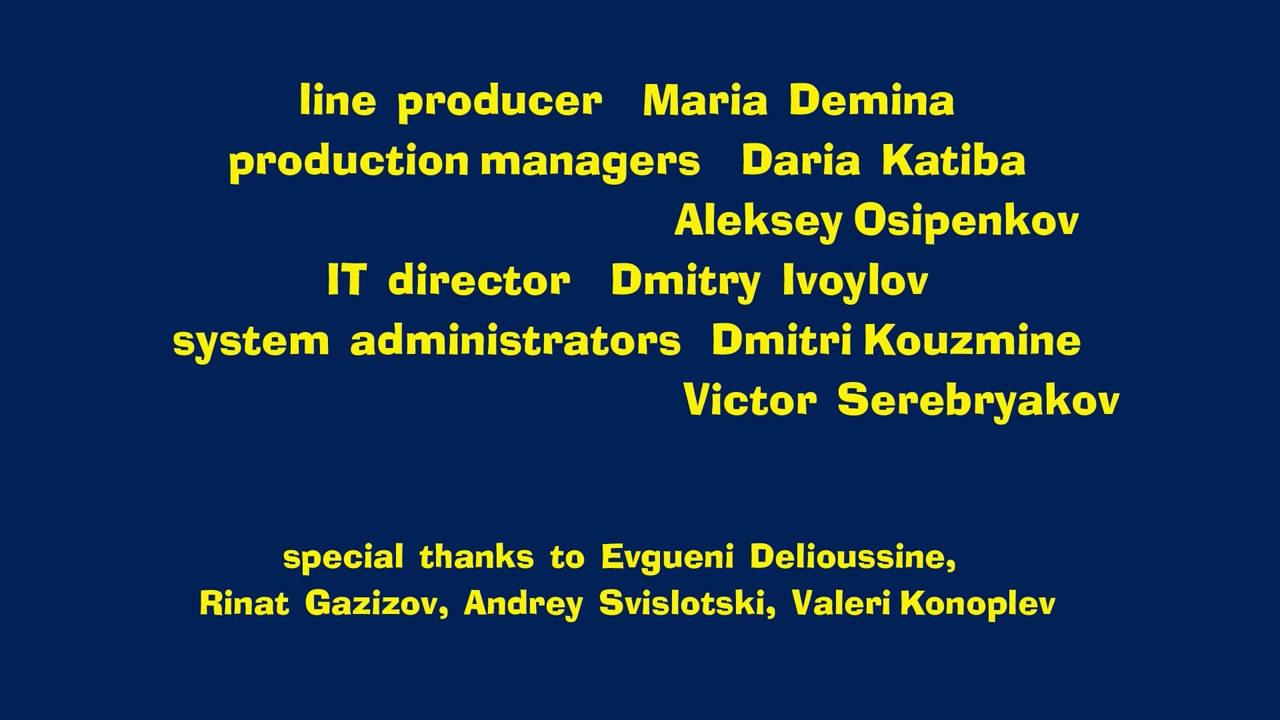 line producer Maria Demina
production managers Daria Katiba
Aleksey Osipenkov
IT director Dmitry Ivoylov
system administrators Dmitri Kouzmine
Victor Serebryakov
special thanks to Evgueni Delioussine,
Rinat Gazizov, Andrey Svislotski, Valeri Konoplev